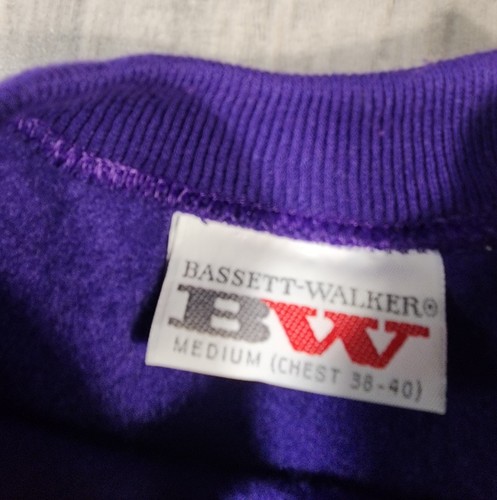 BASSETT-WALKER®
BW
MEDIUM (CHEST 38-40)